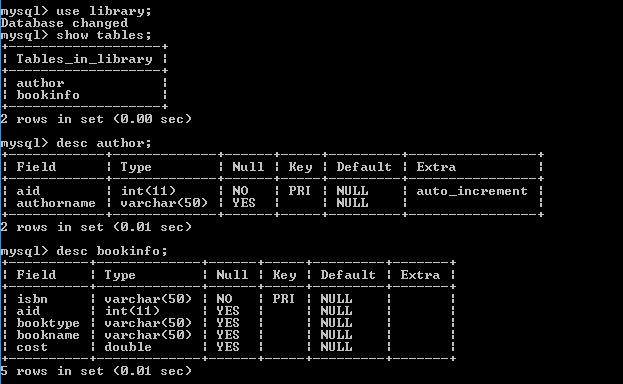 mysql> use library;
Database changed
mysql> show tables;
+-------------------+
| Tables_in_library |
+-------------------+
| author            |
| bookinfo          |
+-------------------+
2 rows in set (0.00 sec)
mysql> desc author;
+------------+-------------+------+-----+---------+----------------+
| Field      | Type        | Null | Key | Default | Extra          |
+------------+-------------+------+-----+---------+----------------+
| aid        | int(11)     | NO   | PRI | NULL    | auto_increment |
| authorname | varchar(50) | YES  |     | NULL    |                |
+------------+-------------+------+-----+---------+----------------+
2 rows in set (0.01 sec)
mysql> desc bookinfo;
+----------+-------------+------+-----+---------+-------+
| Field    | Type        | Null | Key | Default | Extra |
+----------+-------------+------+-----+---------+-------+
| isbn     | varchar(50) | NO   | PRI | NULL    |       |
| aid      | int(11)     | YES  |     | NULL    |       |
| booktype | varchar(50) | YES  |     | NULL    |       |
| bookname | varchar(50) | YES  |     | NULL    |       |
| cost     | double      | YES  |     | NULL    |       |
+----------+-------------+------+-----+---------+-------+
5 rows in set (0.01 sec)